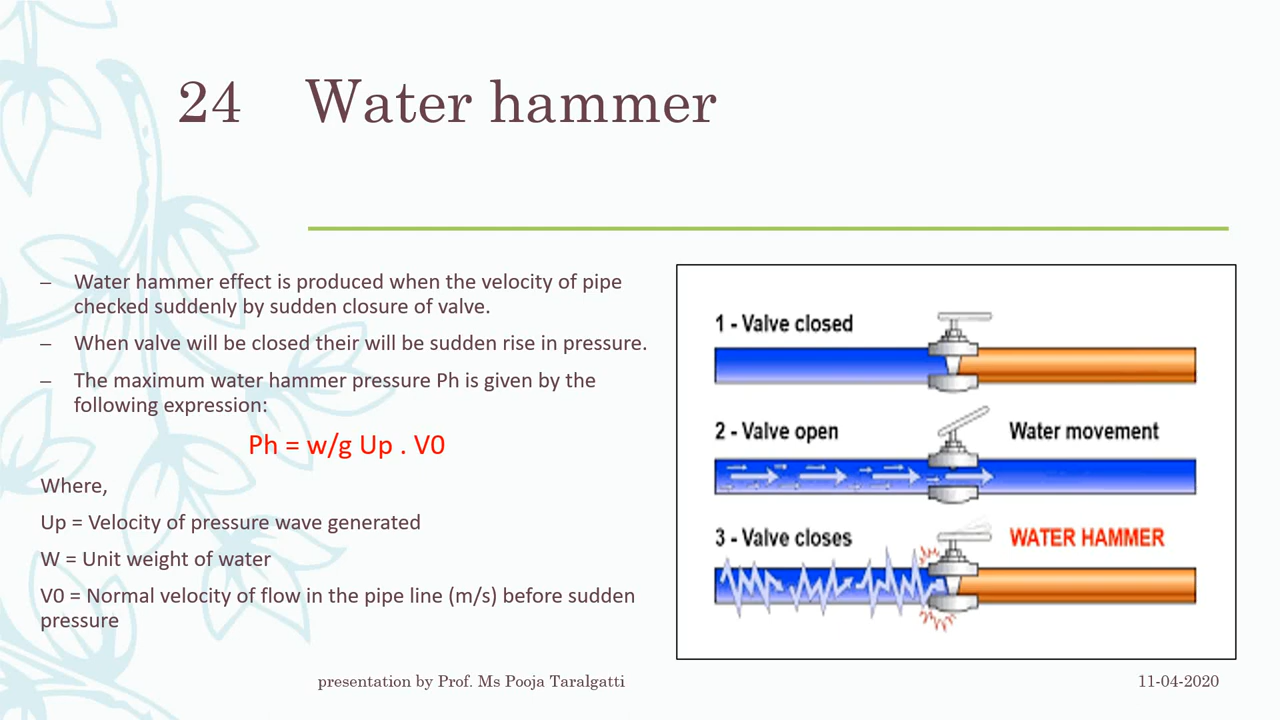 24 Water hammer
– Water hammer effect is produced when the velocity of pipe
checked suddenly by sudden closure of valve.
– When valve will be closed their will be sudden rise in pressure.
– The maximum water hammer pressure Ph is given by the
following expression:
Ph = w/g Up . V0
Where,
Up = Velocity of pressure wave generated
W = Unit weight of water
V0 = Normal velocity of flow in the pipe line (m/s) before sudden
pressure
1 - Valve closed
2 - Valve open
Water movement
3 - Valve closes
WATER HAMMER
presentation by Prof. Ms Pooja Taralgatti
11-04-2020